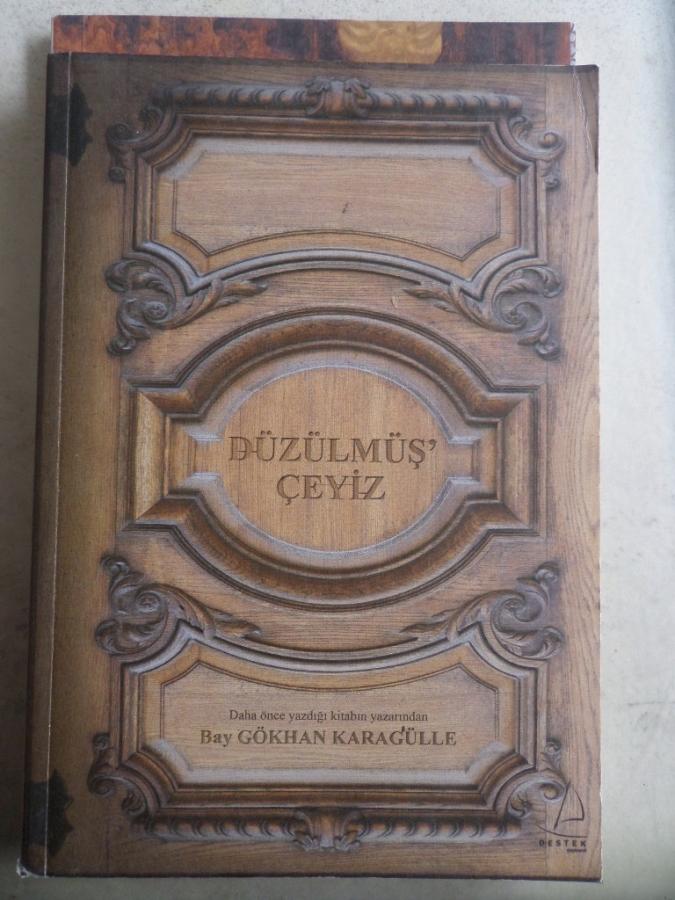 DÜZÜLMÜŞ'
ÇEYİZ
Daha önce yazdığı kitabın yazarından
Bay GÖKHAN KARAGÜLLE
DESTEK